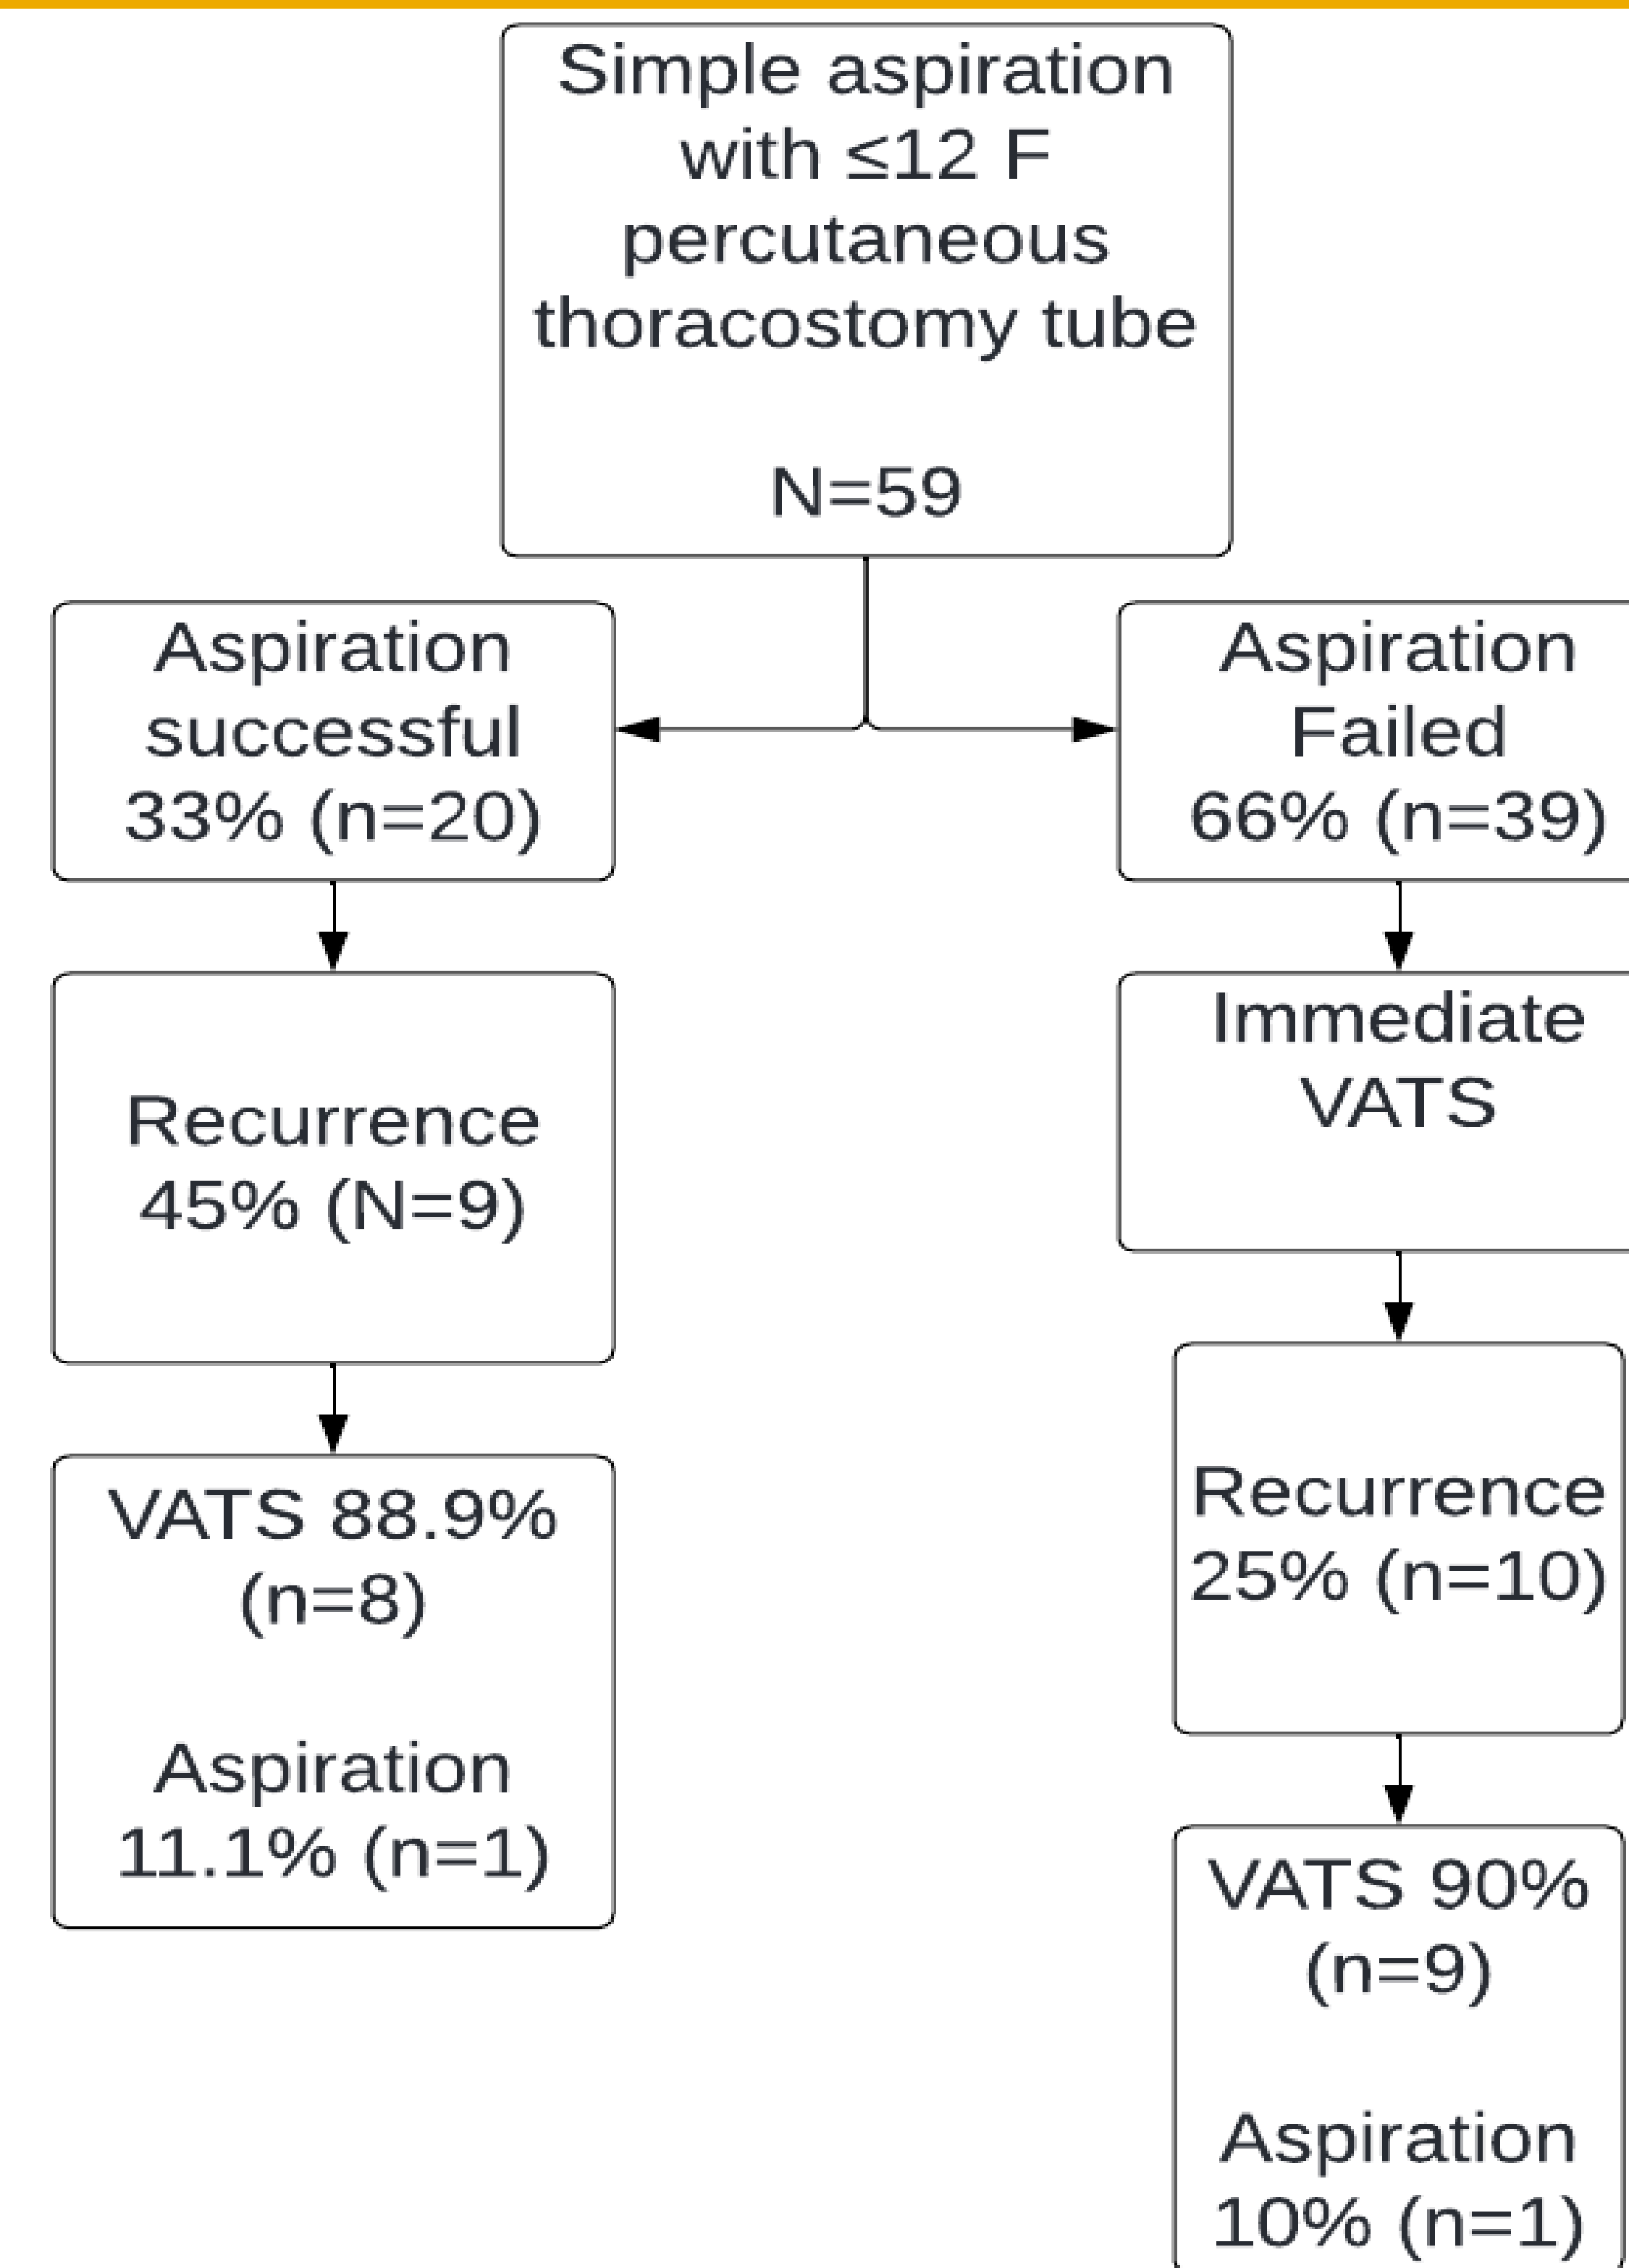 Simple aspiration
with ≤12 F
percutaneous
thoracostomy tube
N=59
Aspiration
successful
33% (n=20)
Aspiration
Failed
66% (n=39)
Recurrence
45% (N=9)
Immediate
VATS
VATS 88.9%
(n=8)
Aspiration
11.1% (n=1)
Recurrence
25% (n=10)
VATS 90%
(n=9)
Aspiration
10% (n=1)